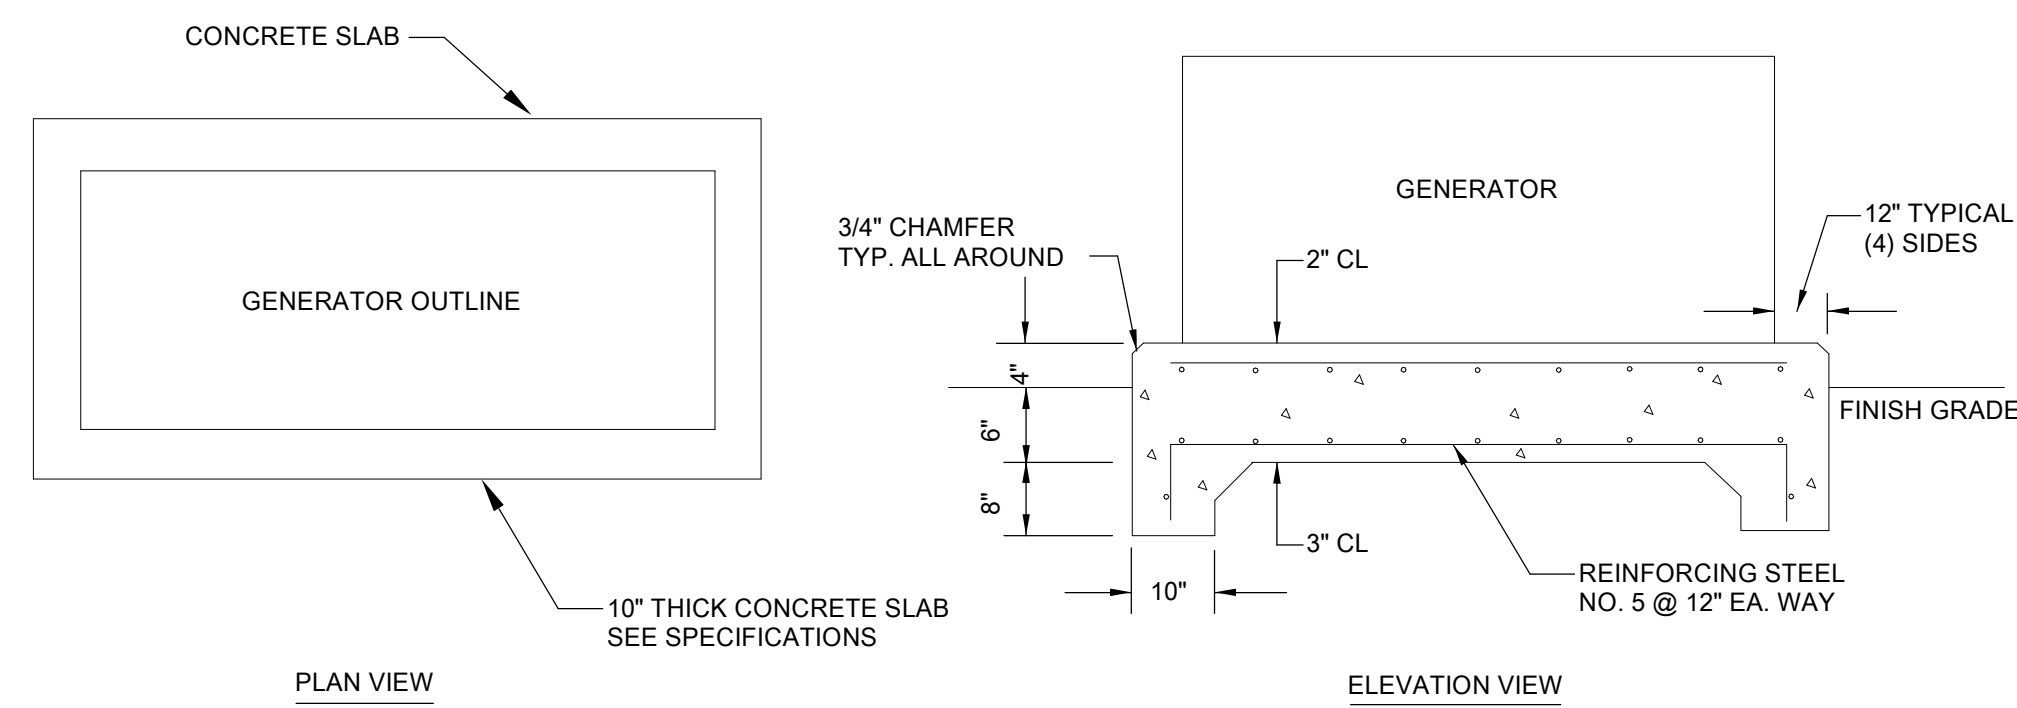 CONCRETE SLAB
GENERATOR OUTLINE
10" THICK CONCRETE SLAB
SEE SPECIFICATIONS
PLAN VIEW
GENERATOR
3/4" CHAMFER
TYP. ALL AROUND
2" CL
12" TYPICAL
(4) SIDES
4"
6"
8"
FINISH GRADE
3" CL
10"
REINFORCING STEEL
NO. 5 @ 12" EA. WAY
ELEVATION VIEW